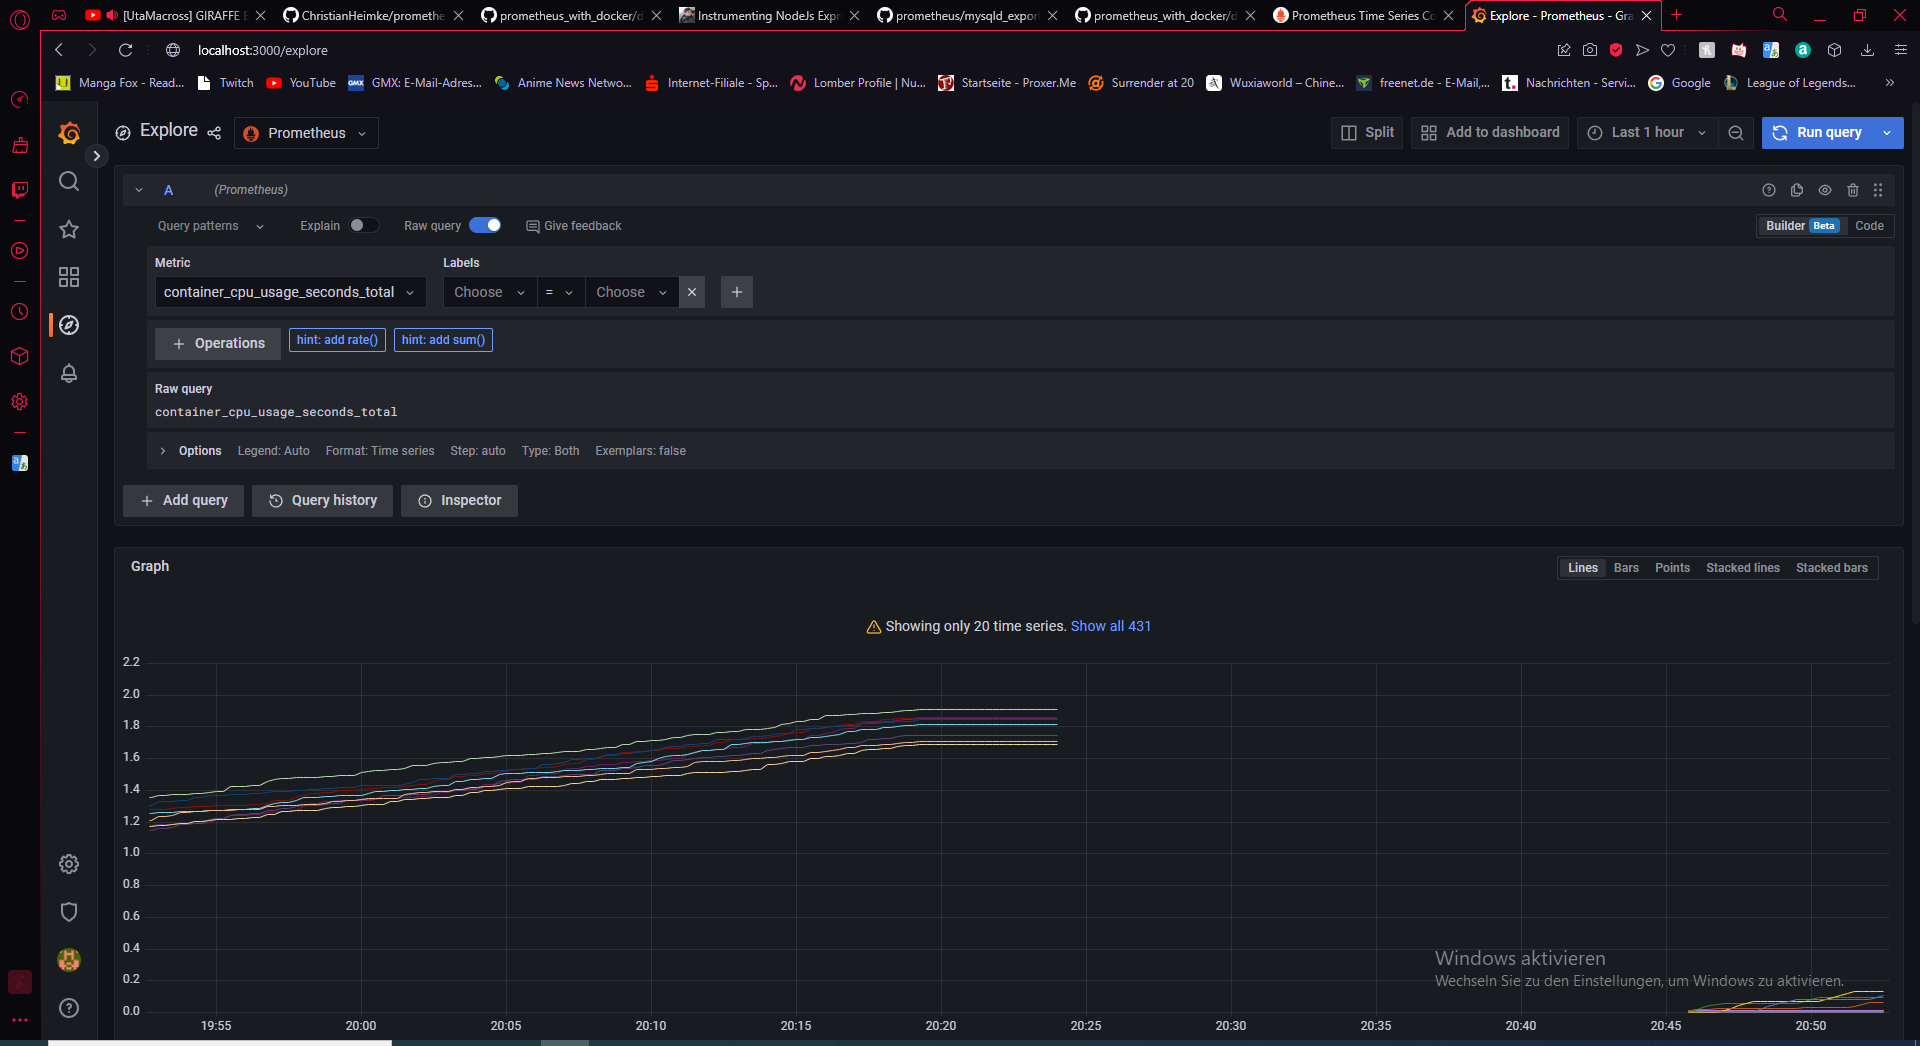 [UtaMacross] GIRAFFE
ChristianHeimke/promethe
prometheus_with_docker/d
Instrumenting NodeJs Expr
prometheus/mysqld_export
prometheus_with_docker/d
Prometheus Time Series Co
Explore - Prometheus - Gra
localhost:3000/explore
Manga Fox - Read...
Twitch
YouTube
GMX: E-Mail-Adres...
Anime News Netwo...
Internet-Filiale - Sp...
Lomber Profile | Nu...
Startseite - Proxer.Me
Surrender at 20
Wuxiaworld – Chine...
freenet.de - E-Mail,...
Nachrichten - Servi...
Google
League of Legends...
Explore
Prometheus
Split
Add to dashboard
Last 1 hour
Run query
A (Prometheus)
Query patterns
Explain
Raw query
Give feedback
Builder Beta
Code
Metric
Labels
container_cpu_usage_seconds_total
Choose
=
Choose
+ Operations
hint: add rate()
hint: add sum()
Raw query
container_cpu_usage_seconds_total
Options Legend: Auto Format: Time series Step: auto Type: Both Exemplars: false
+ Add query
Query history
Inspector
Graph
Lines
Bars
Points
Stacked lines
Stacked bars
Showing only 20 time series. Show all 431
2.2
2.0
1.8
1.6
1.4
1.2
1.0
0.8
0.6
0.4
0.2
0.0
19:55
20:00
20:05
20:10
20:15
20:20
20:25
20:30
20:35
20:40
20:45
20:50
Windows aktivieren
Wechseln Sie zu den Einstellungen, um Windows zu aktivieren.